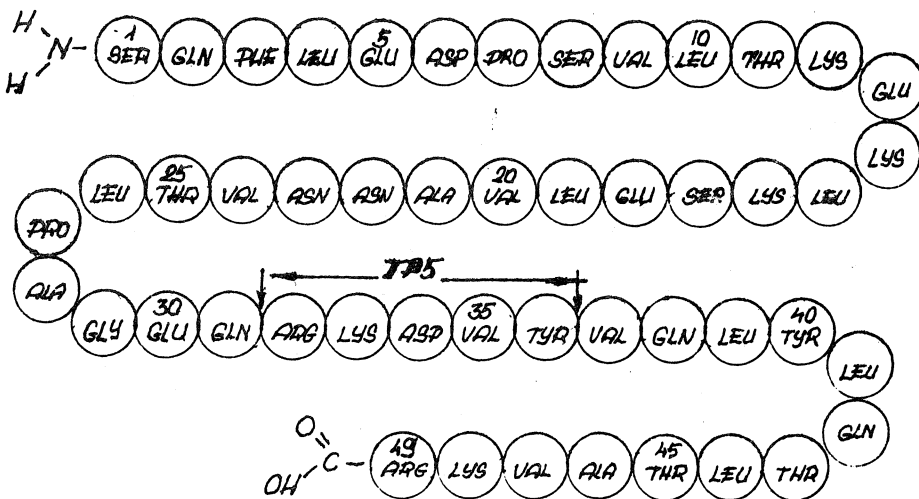 H
N
H
1 5 10
SER GLN PHE LEU GLU ASP PRO SER VAL LEU THR LYS
GLU
LYS
25 20
LEU THR VAL ASN ASN ALA VAL LEU GLU SER LYS LEU
PRO
ALA
TP5
30 35 40
GLY GLU GLN ARG LYS ASP VAL TYR VAL GLN LEU TYR
LEU
GLN
O
C
OH
49 45
ARG LYS VAL ALA THR LEU THR